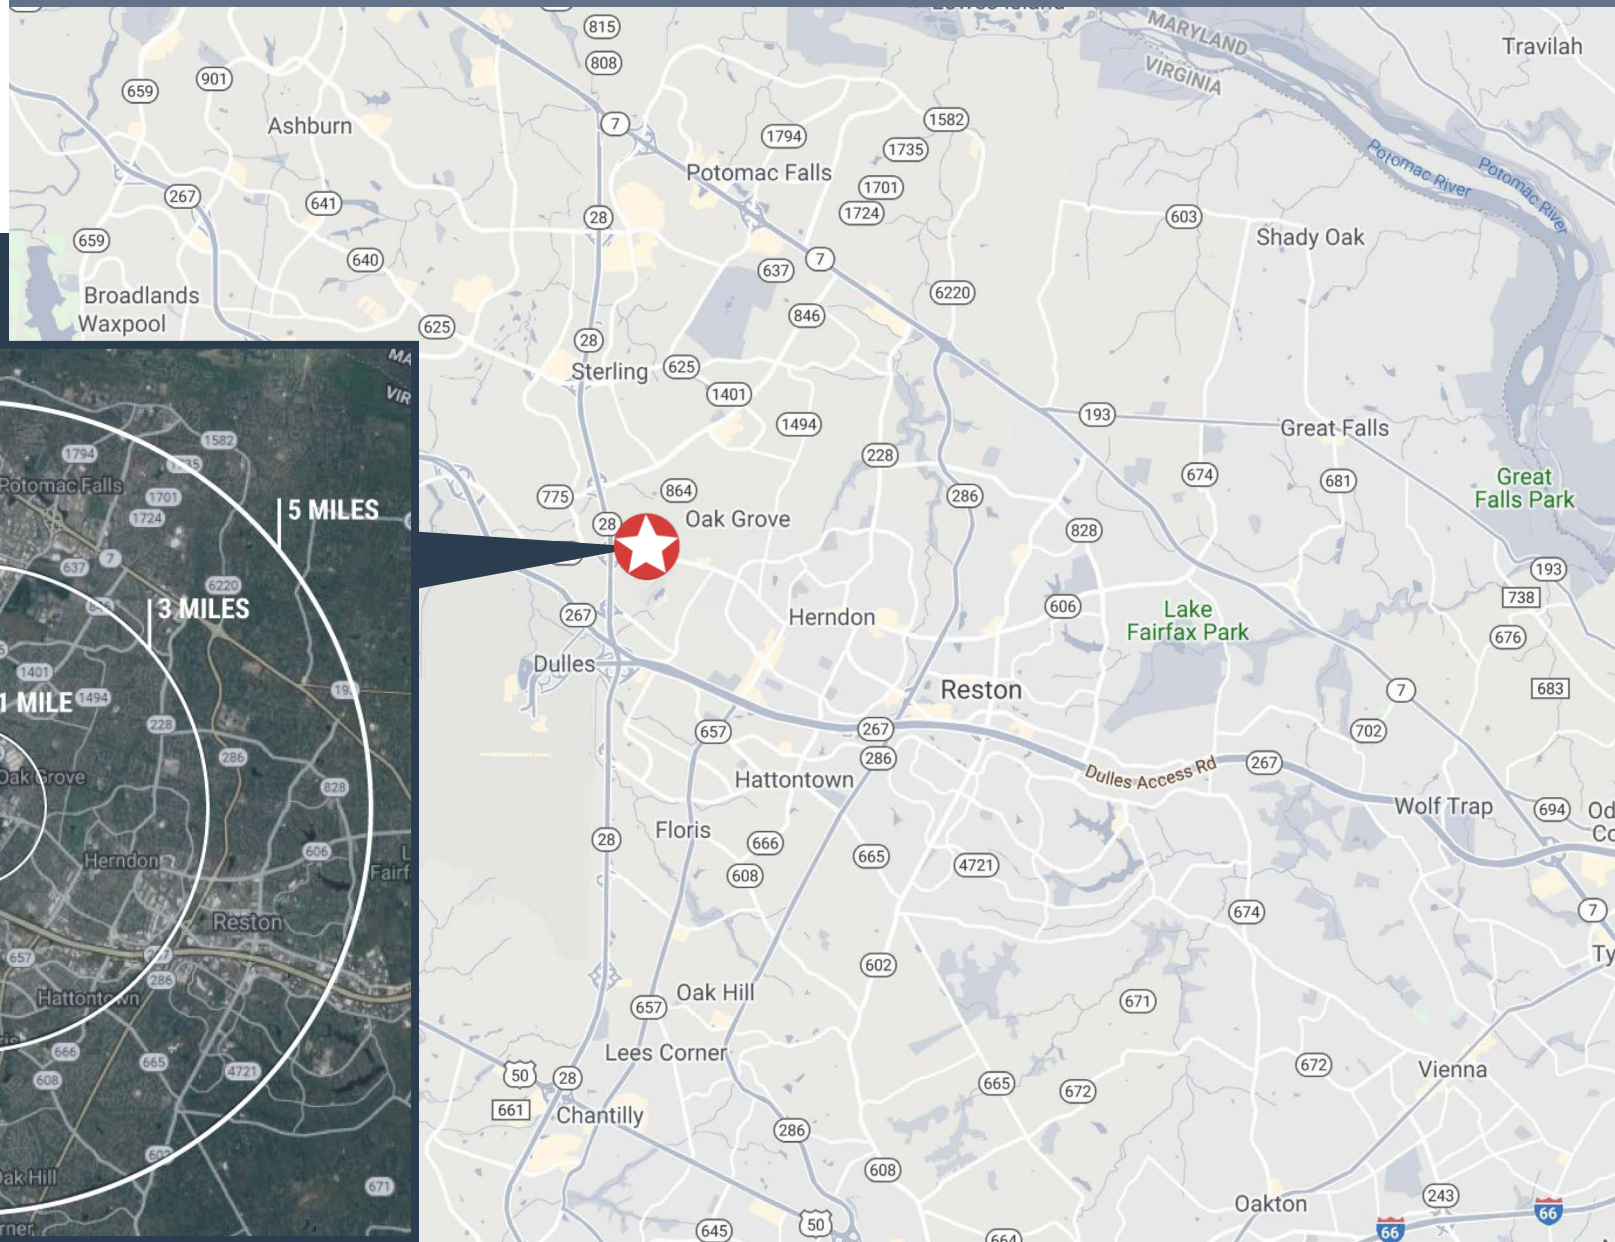 815
808
MARYLAND
VIRGINIA
Travilah
659
901
Ashburn
7
1794
1582
1735
Potomac Falls
1701
1724
Potomac River
Potomac River
267
641
28
603
Shady Oak
659
640
637
7
6220
Broadlands
Waxpool
625
846
28
Sterling
625
1401
1494
193
Great Falls
228
674
681
Great
Falls Park
775
864
286
28
Oak Grove
828
193
738
267
Herndon
606
Lake
Fairfax Park
676
Dulles
Reston
7
683
657
267
702
286
Hattontown
Dulles Access Rd
267
Wolf Trap
694
28
Floris
666
665
608
4721
674
7
602
Oak Hill
657
671
Lees Corner
50
28
661
Chantilly
665
672
672
Vienna
286
608
Oakton
243
66
66
645
50
664
1582
1794
Potomac Falls
1701
1724
5 MILES
637
7
6220
3 MILES
1401
1 MILE
1494
228
Oak Grove
286
828
Herndon
606
Reston
657
267
286
Hattontown
666
665
608
4721
602
Oak Hill
671